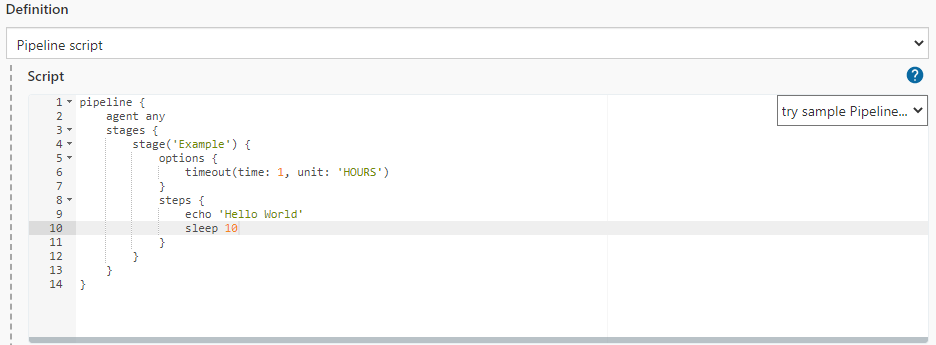 Definition
Pipeline script
Script
?
try sample Pipeline...
1 pipeline {
2     agent any
3     stages {
4         stage('Example') {
5             options {
6                 timeout(time: 1, unit: 'HOURS')
7             }
8             steps {
9                 echo 'Hello World'
10                 sleep 10
11             }
12         }
13     }
14 }